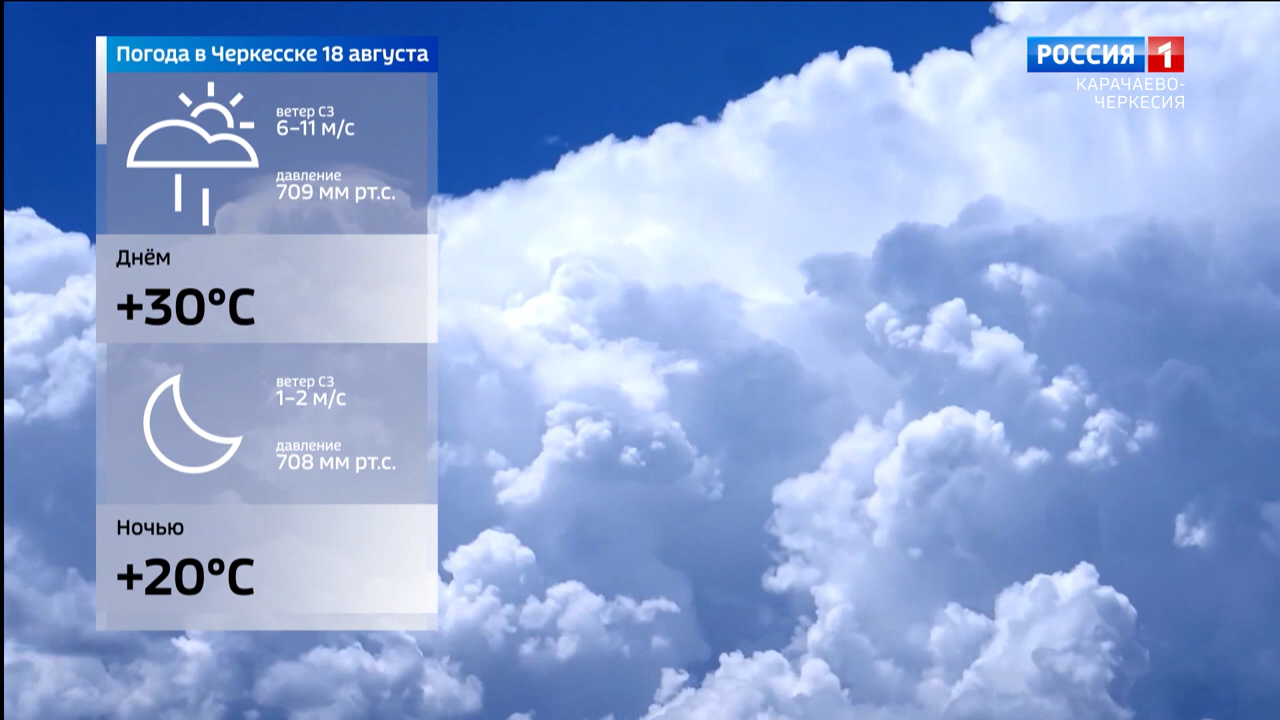 Погода в Черкесске 18 августа
РОССИЯ 1
КАРАЧАЕВО-
ЧЕРКЕСИЯ
ветер СЗ
6-11 м/с
давление
709 мм рт.с.
Днём
+30°C
ветер СЗ
1-2 м/с
давление
708 мм рт.с.
Ночью
+20°C